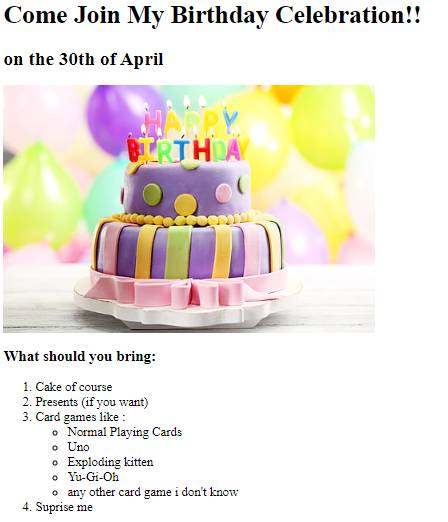 Come Join My Birthday Celebration!!
on the 30th of April
HAPPY
BIRTHDAY
What should you bring:
1. Cake of course
2. Presents (if you want)
3. Card games like :
○ Normal Playing Cards
○ Uno
○ Exploding kitten
○ Yu-Gi-Oh
○ any other card game i don't know
4. Suprise me